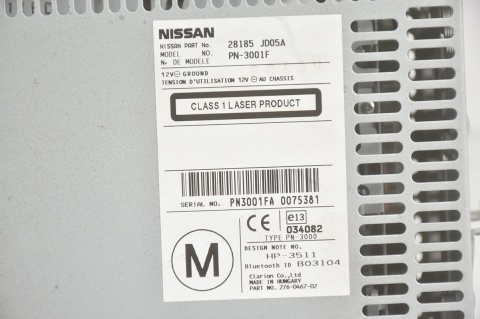 NISSAN
NISSAN PART No. 28185 JD05A
MODEL NO. PN-3001F
No DE MODELE
12V⊖GROUND
TENSION D'UTILISATION 12V⊖AU CHASSIS
CLASS 1 LASER PRODUCT
SERIAL NO. PN3001FA 0075381
CE e13
034082
TYPE PN-3000
DESIGN NOTE NO.
HP-3511
Bluetooth ID B03104
M
Clarion Co.,Ltd
MADE IN HUNGARY
PART NO. 276-0467-02